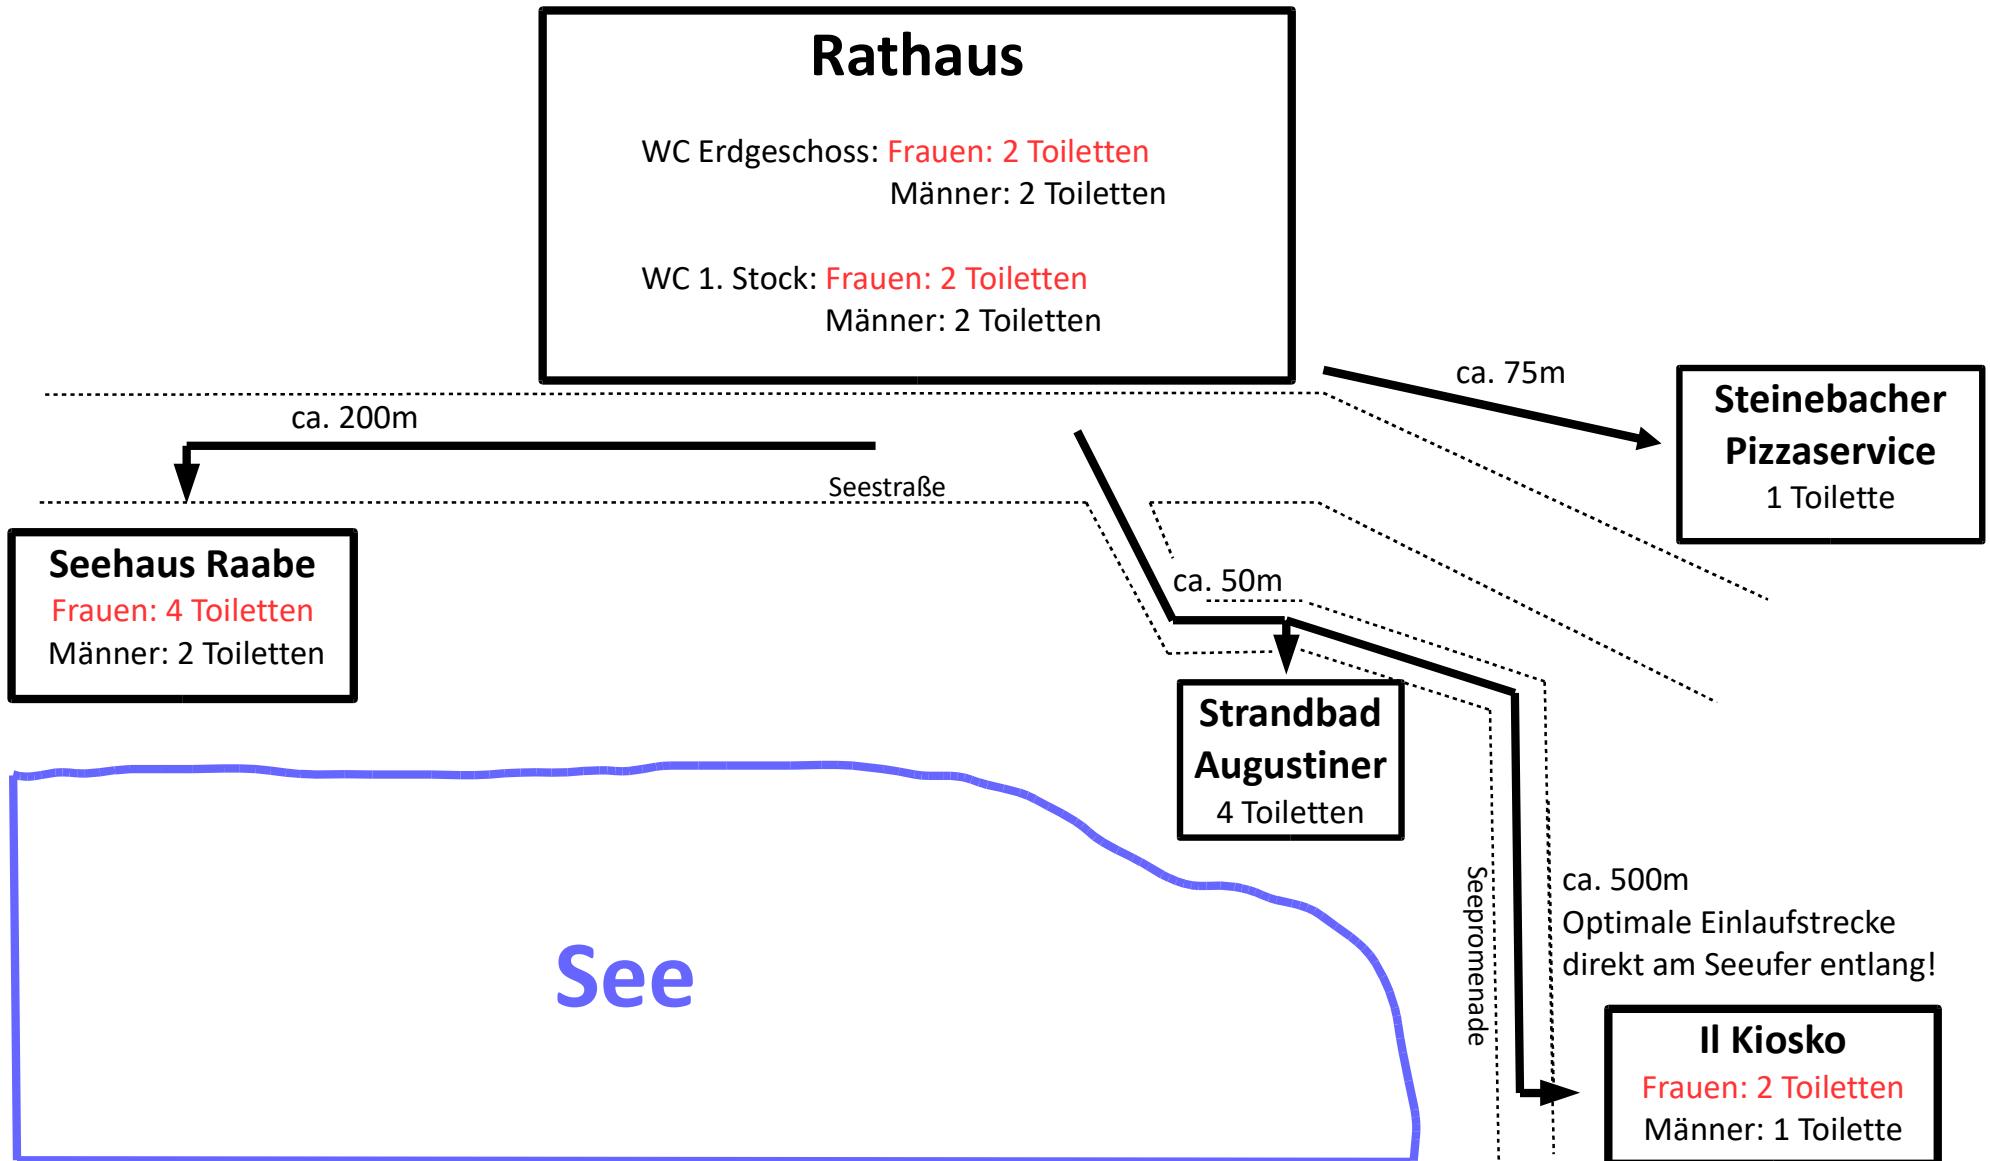 Rathaus
WC Erdgeschoss: Frauen: 2 Toiletten
Männer: 2 Toiletten
WC 1. Stock: Frauen: 2 Toiletten
Männer: 2 Toiletten
ca. 75m
Steinebacher
Pizzaservice
1 Toilette
ca. 200m
Seestraße
Seehaus Raabe
Frauen: 4 Toiletten
Männer: 2 Toiletten
ca. 50m
Strandbad
Augustiner
4 Toiletten
Seepromenade
ca. 500m
Optimale Einlaufstrecke
direkt am Seeufer entlang!
See
Il Kiosko
Frauen: 2 Toiletten
Männer: 1 Toilette